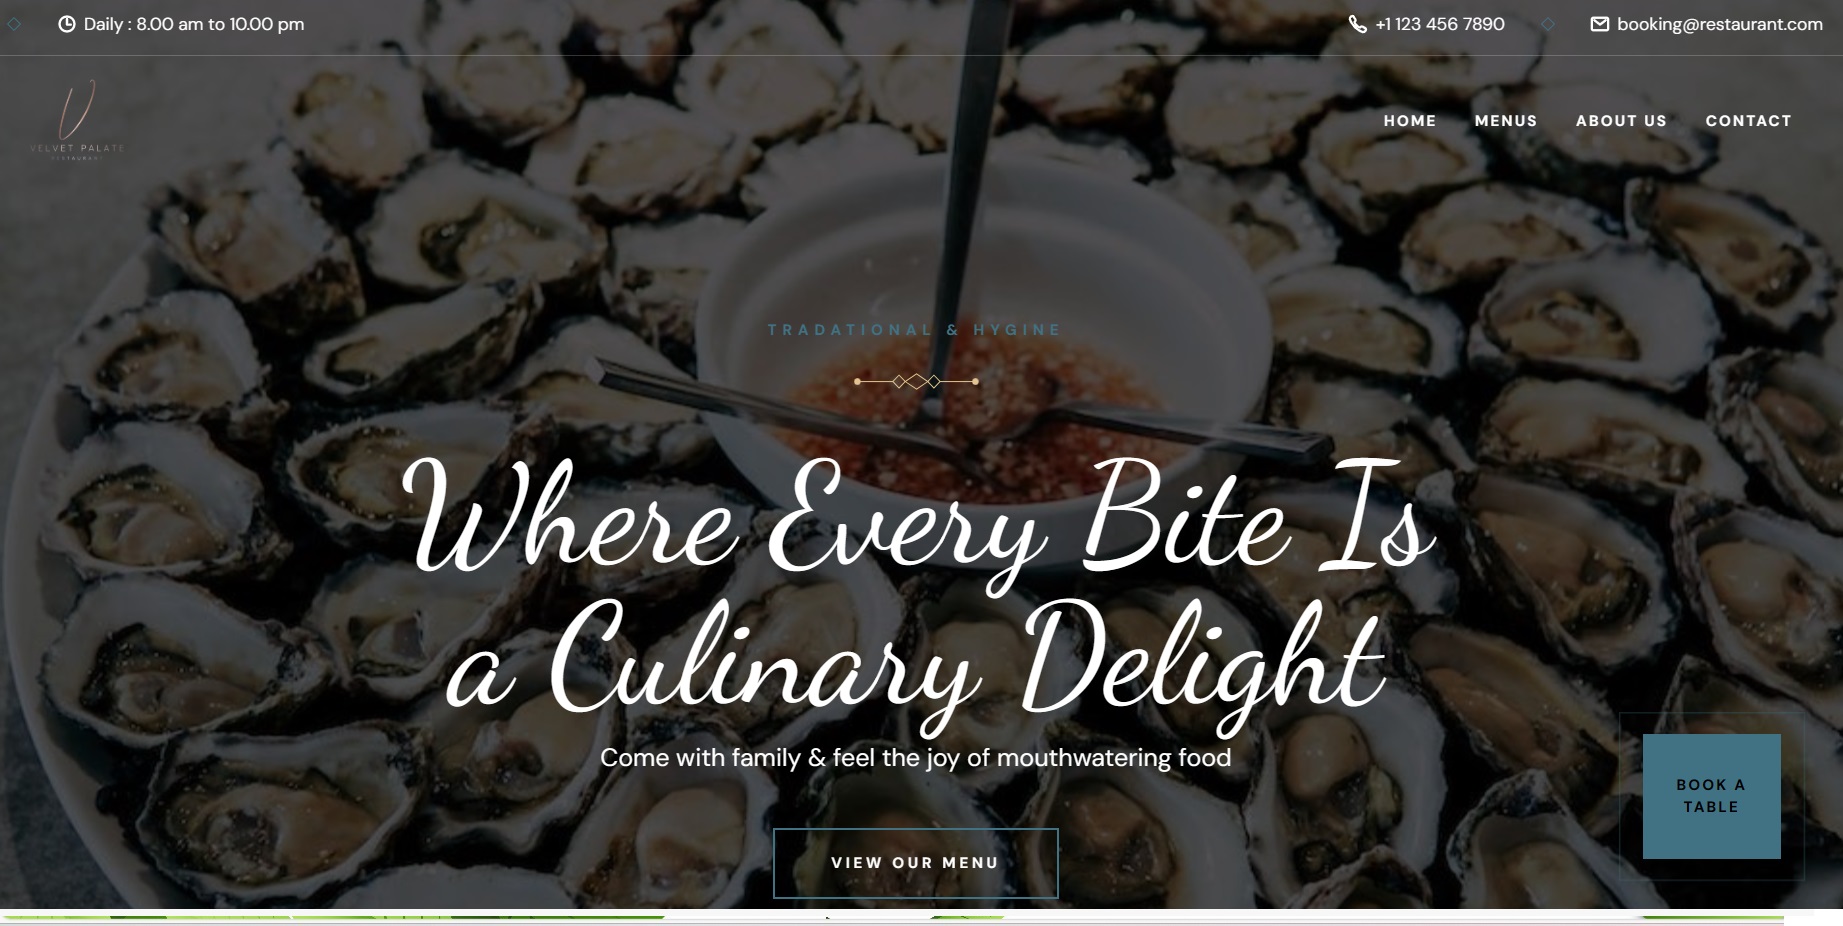 Daily : 8.00 am to 10.00 pm
+1 123 456 7890
booking@restaurant.com
VELVET PALATE
RESTAURANT
HOME
MENUS
ABOUT US
CONTACT
TRADATIONAL & HYGINE
Where Every Bite Is
a Culinary Delight
Come with family & feel the joy of mouthwatering food
VIEW OUR MENU
BOOK A
TABLE